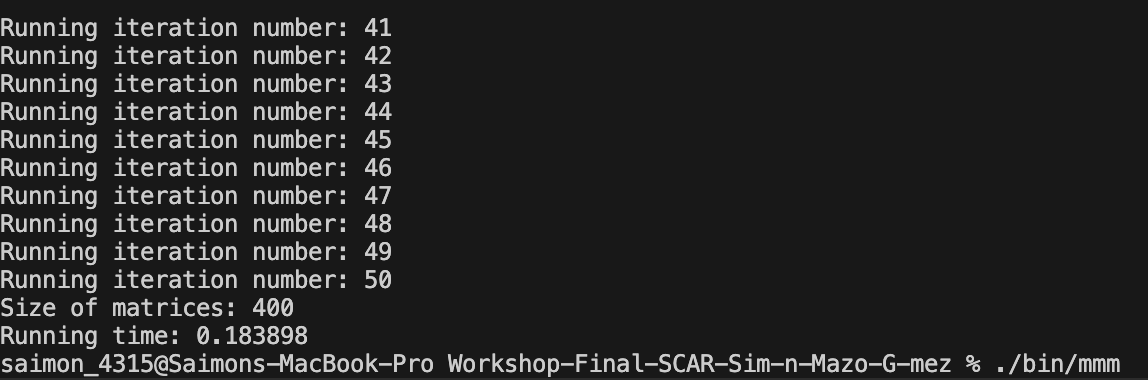 Running iteration number: 41
Running iteration number: 42
Running iteration number: 43
Running iteration number: 44
Running iteration number: 45
Running iteration number: 46
Running iteration number: 47
Running iteration number: 48
Running iteration number: 49
Running iteration number: 50
Size of matrices: 400
Running time: 0.183898
saimon_4315@Saimons-MacBook-Pro Workshop-Final-SCAR-Sim-n-Mazo-G-mez % ./bin/mmm